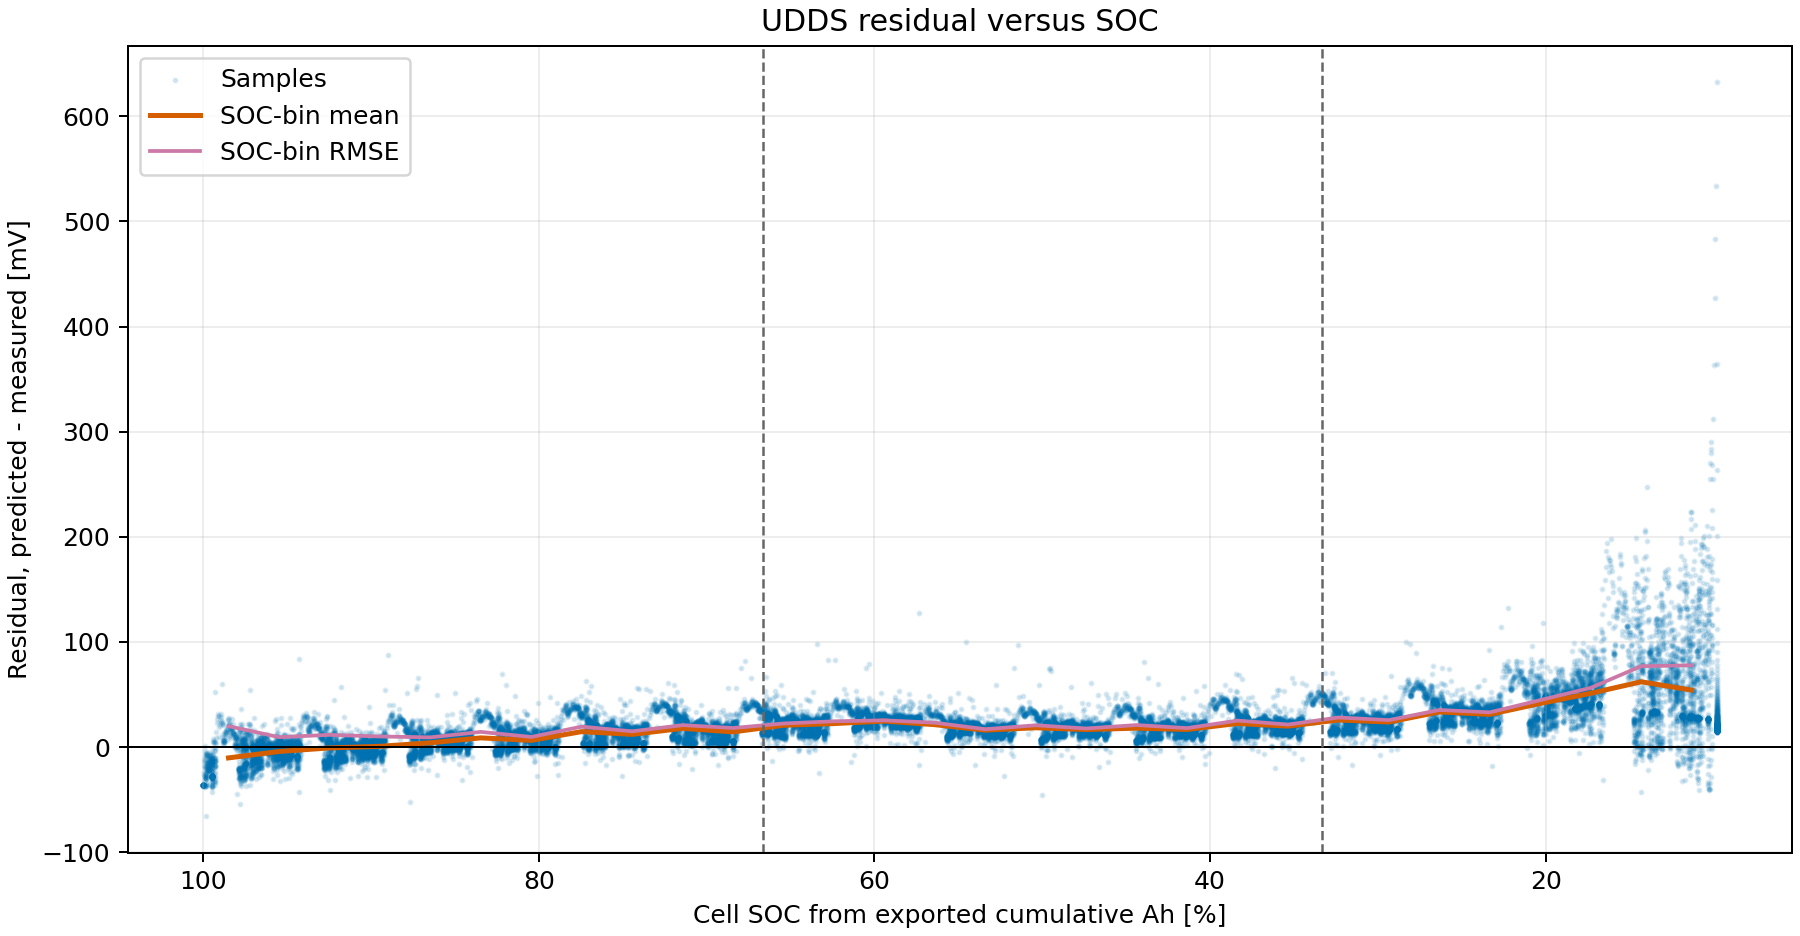 UDDS residual versus SOC
Samples
SOC-bin mean
SOC-bin RMSE
Residual, predicted - measured [mV]
600
500
400
300
200
100
0
−100
100
80
60
40
20
Cell SOC from exported cumulative Ah [%]